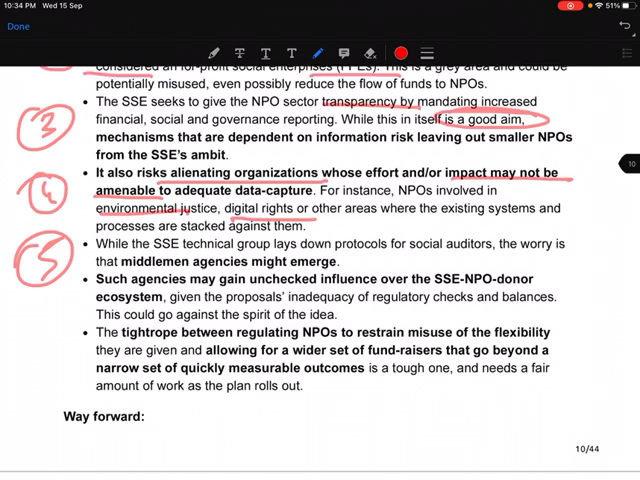 10:34 PM Wed 15 Sep
51%
Done
T T T
considered an for-profit social enterprises (FPEs). This is a grey area and could be
potentially misused, even possibly reduce the flow of funds to NPOs.
3
• The SSE seeks to give the NPO sector transparency by mandating increased
financial, social and governance reporting. While this in itself is a good aim,
mechanisms that are dependent on information risk leaving out smaller NPOs
from the SSE's ambit.
4
• It also risks alienating organizations whose effort and/or impact may not be
amenable to adequate data-capture. For instance, NPOs involved in
environmental justice, digital rights or other areas where the existing systems and
processes are stacked against them.
5
• While the SSE technical group lays down protocols for social auditors, the worry is
that middlemen agencies might emerge.
• Such agencies may gain unchecked influence over the SSE-NPO-donor
ecosystem, given the proposals' inadequacy of regulatory checks and balances.
This could go against the spirit of the idea.
• The tightrope between regulating NPOs to restrain misuse of the flexibility
they are given and allowing for a wider set of fund-raisers that go beyond a
narrow set of quickly measurable outcomes is a tough one, and needs a fair
amount of work as the plan rolls out.
Way forward:
10
10/44